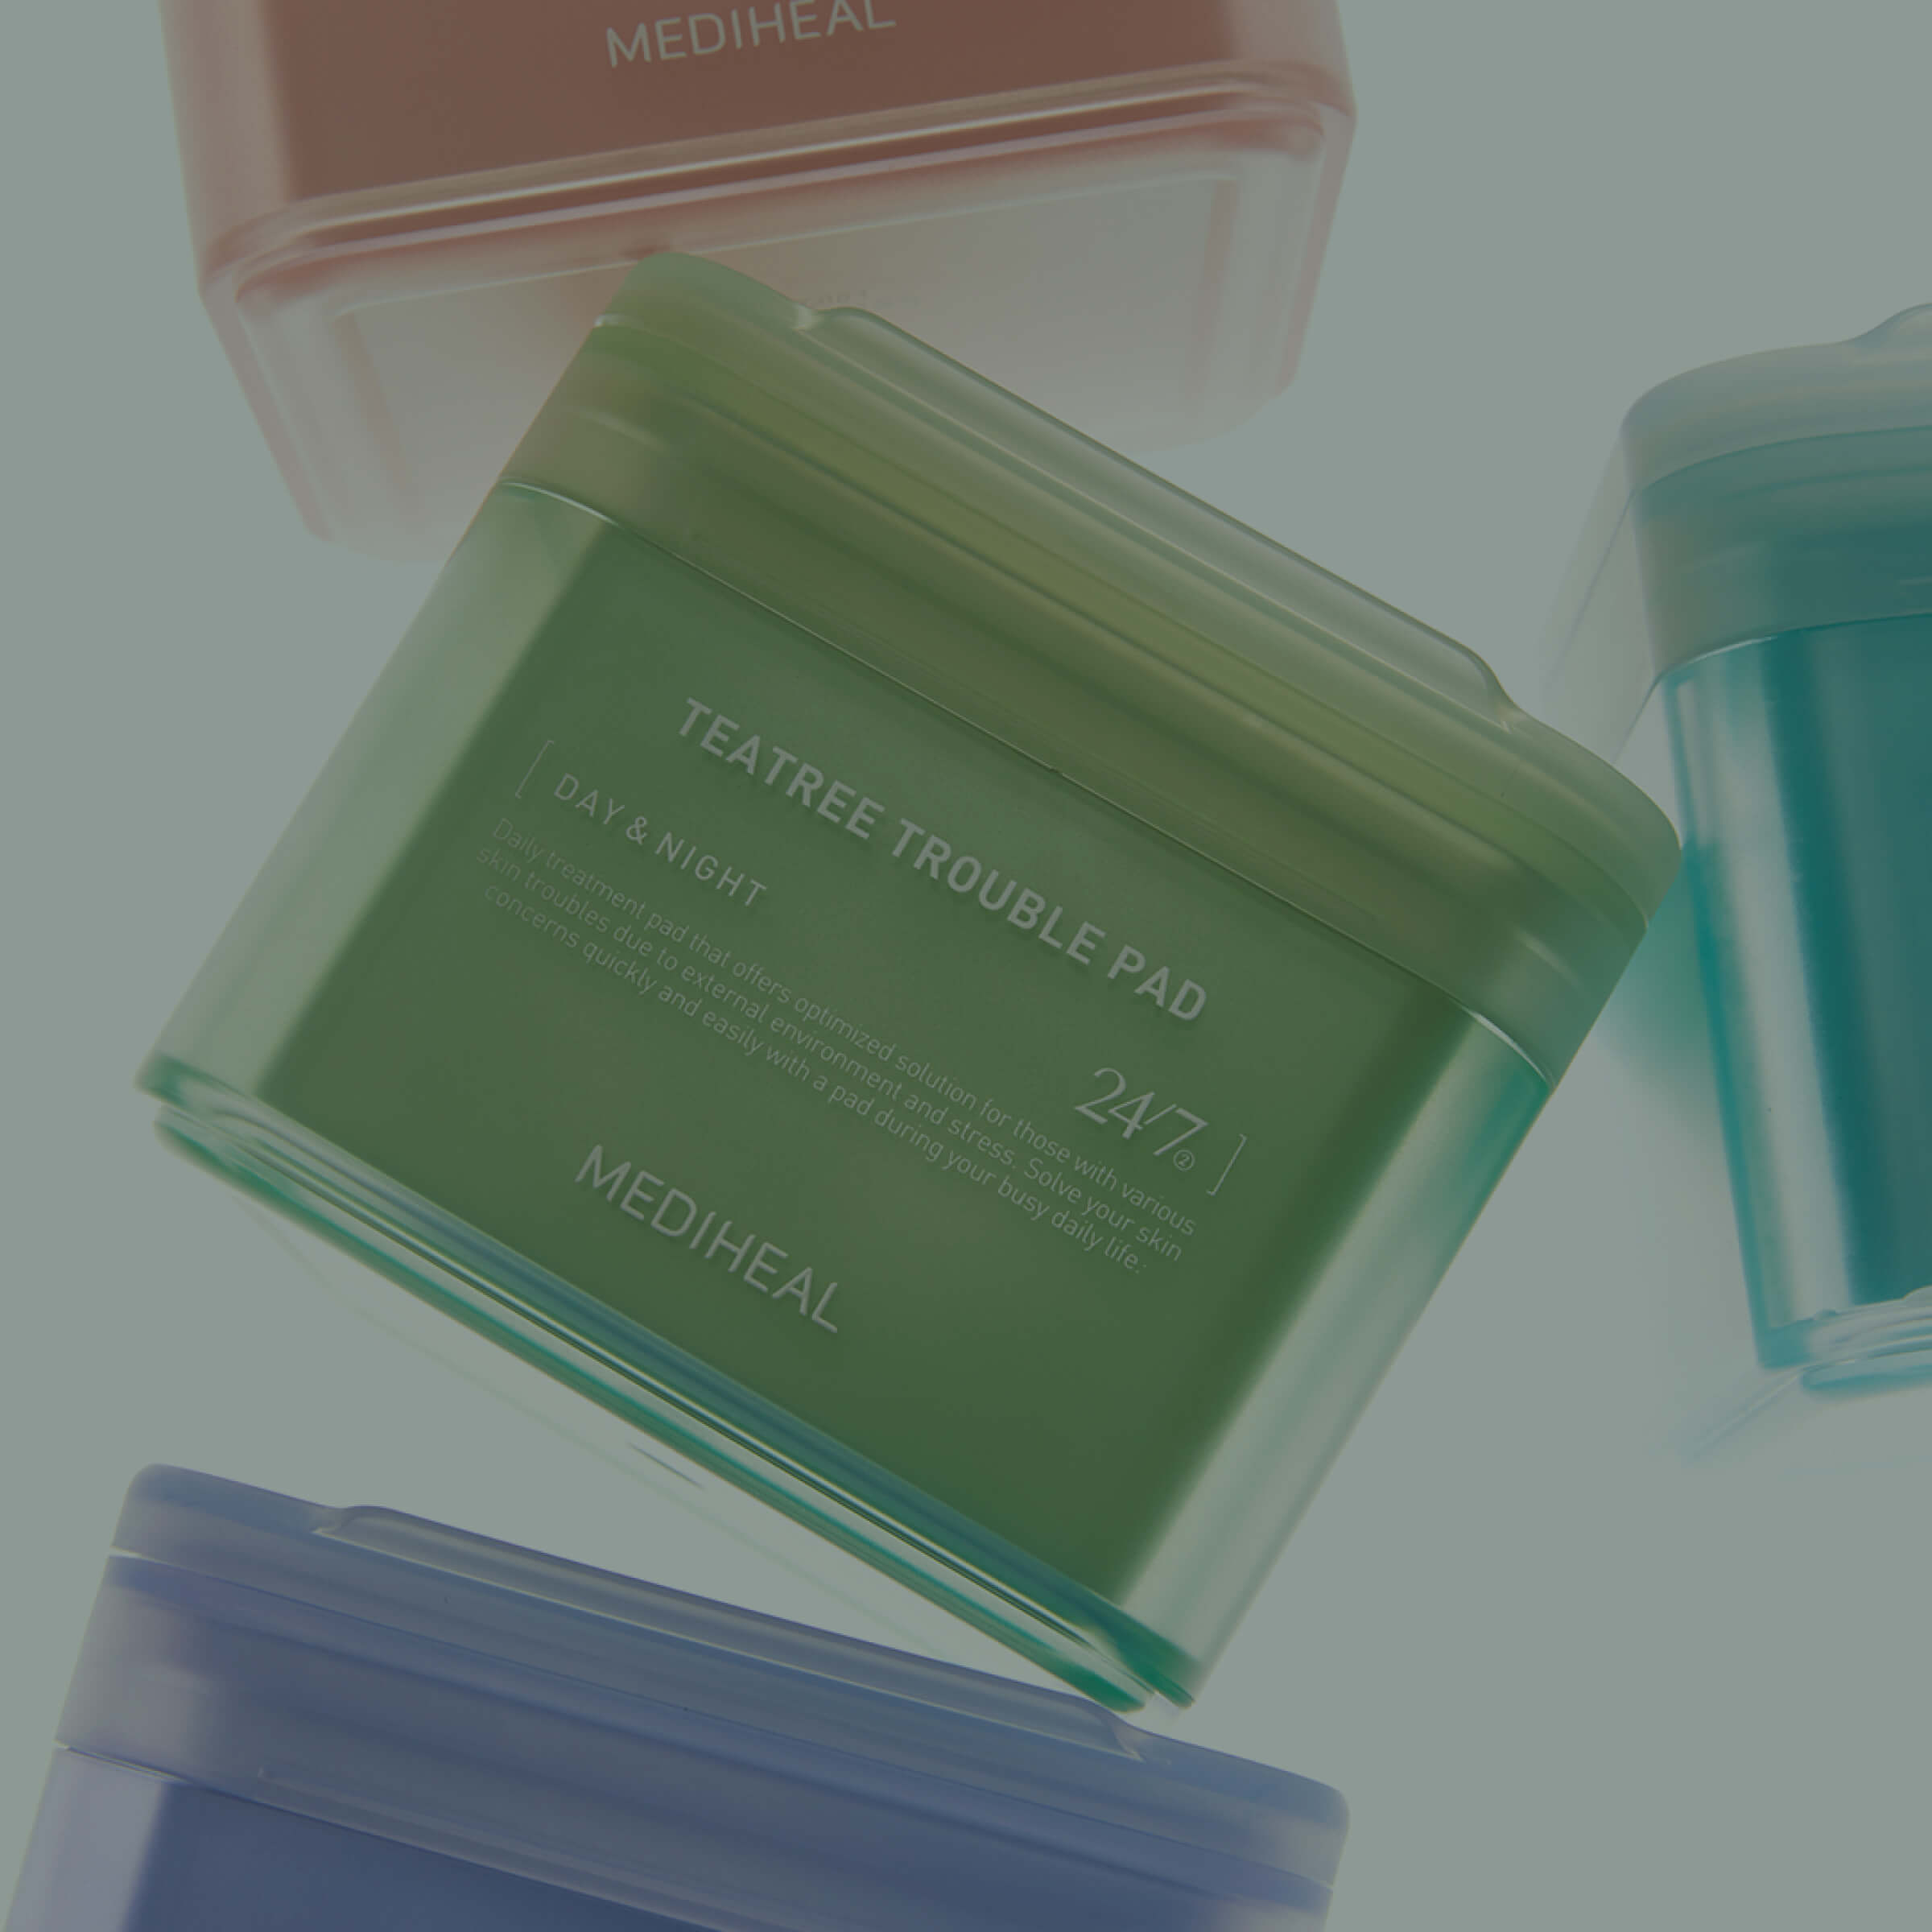 MEDIHEAL
TEATREE TROUBLE PAD
[ DAY & NIGHT 24/7② ]
Daily treatment pad that offers optimized solution for those with various
skin troubles due to external environment and stress. Solve your skin
concerns quickly and easily with a pad during your busy daily life.
MEDIHEAL